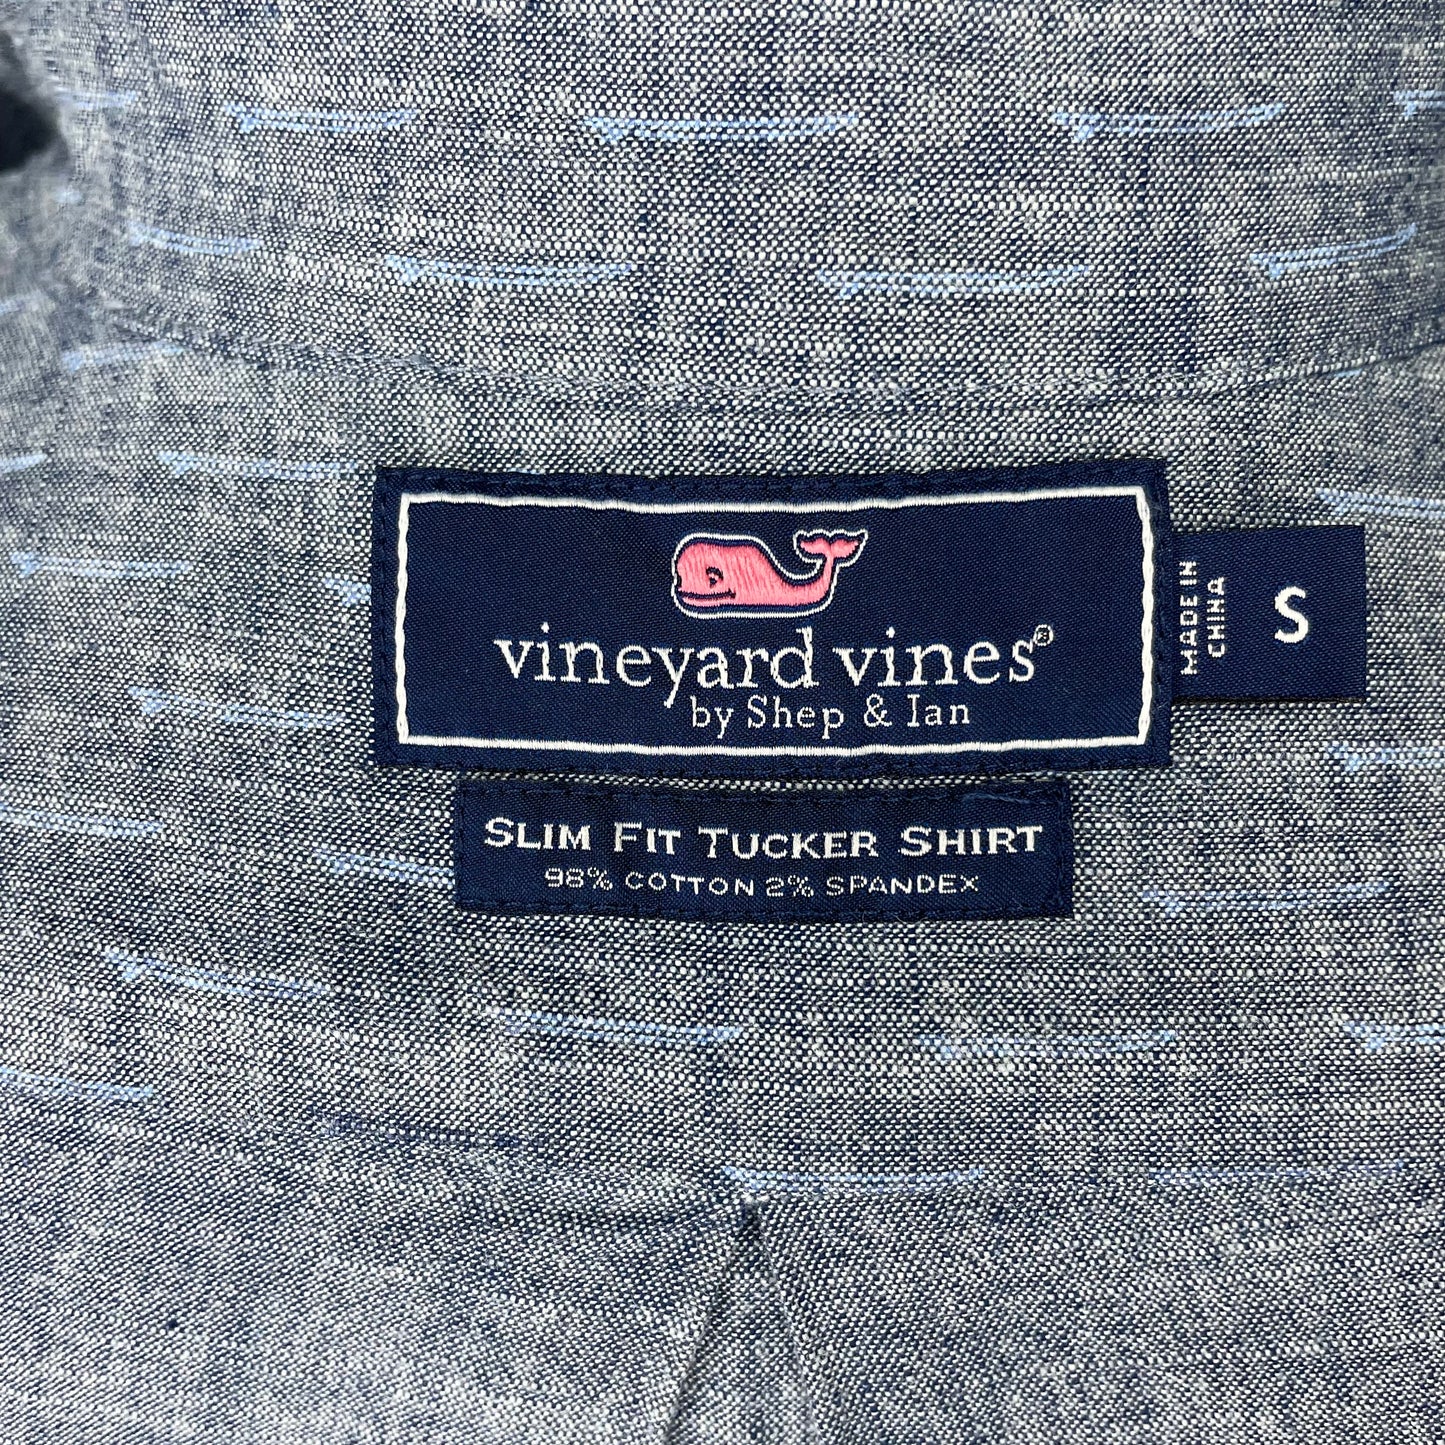 vineyard vines®
by Shep & Ian
MADE IN
CHINA
S
SLIM FIT TUCKER SHIRT
98% COTTON 2% SPANDEX